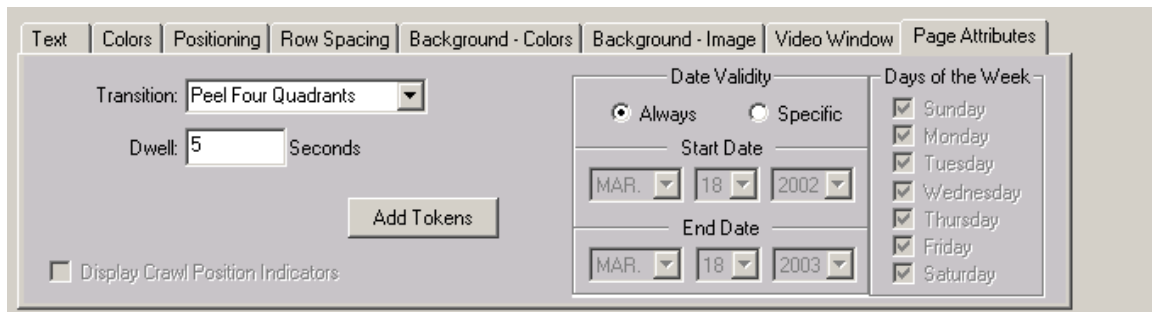 Text Colors Positioning Row Spacing Background - Colors Background - Image Video Window Page Attributes
Transition: Peel Four Quadrants
Dwell: 5 Seconds
Add Tokens
Display Crawl Position Indicators
Date Validity
Always Specific
Start Date
MAR. 18 2002
End Date
MAR. 18 2003
Days of the Week
Sunday
Monday
Tuesday
Wednesday
Thursday
Friday
Saturday